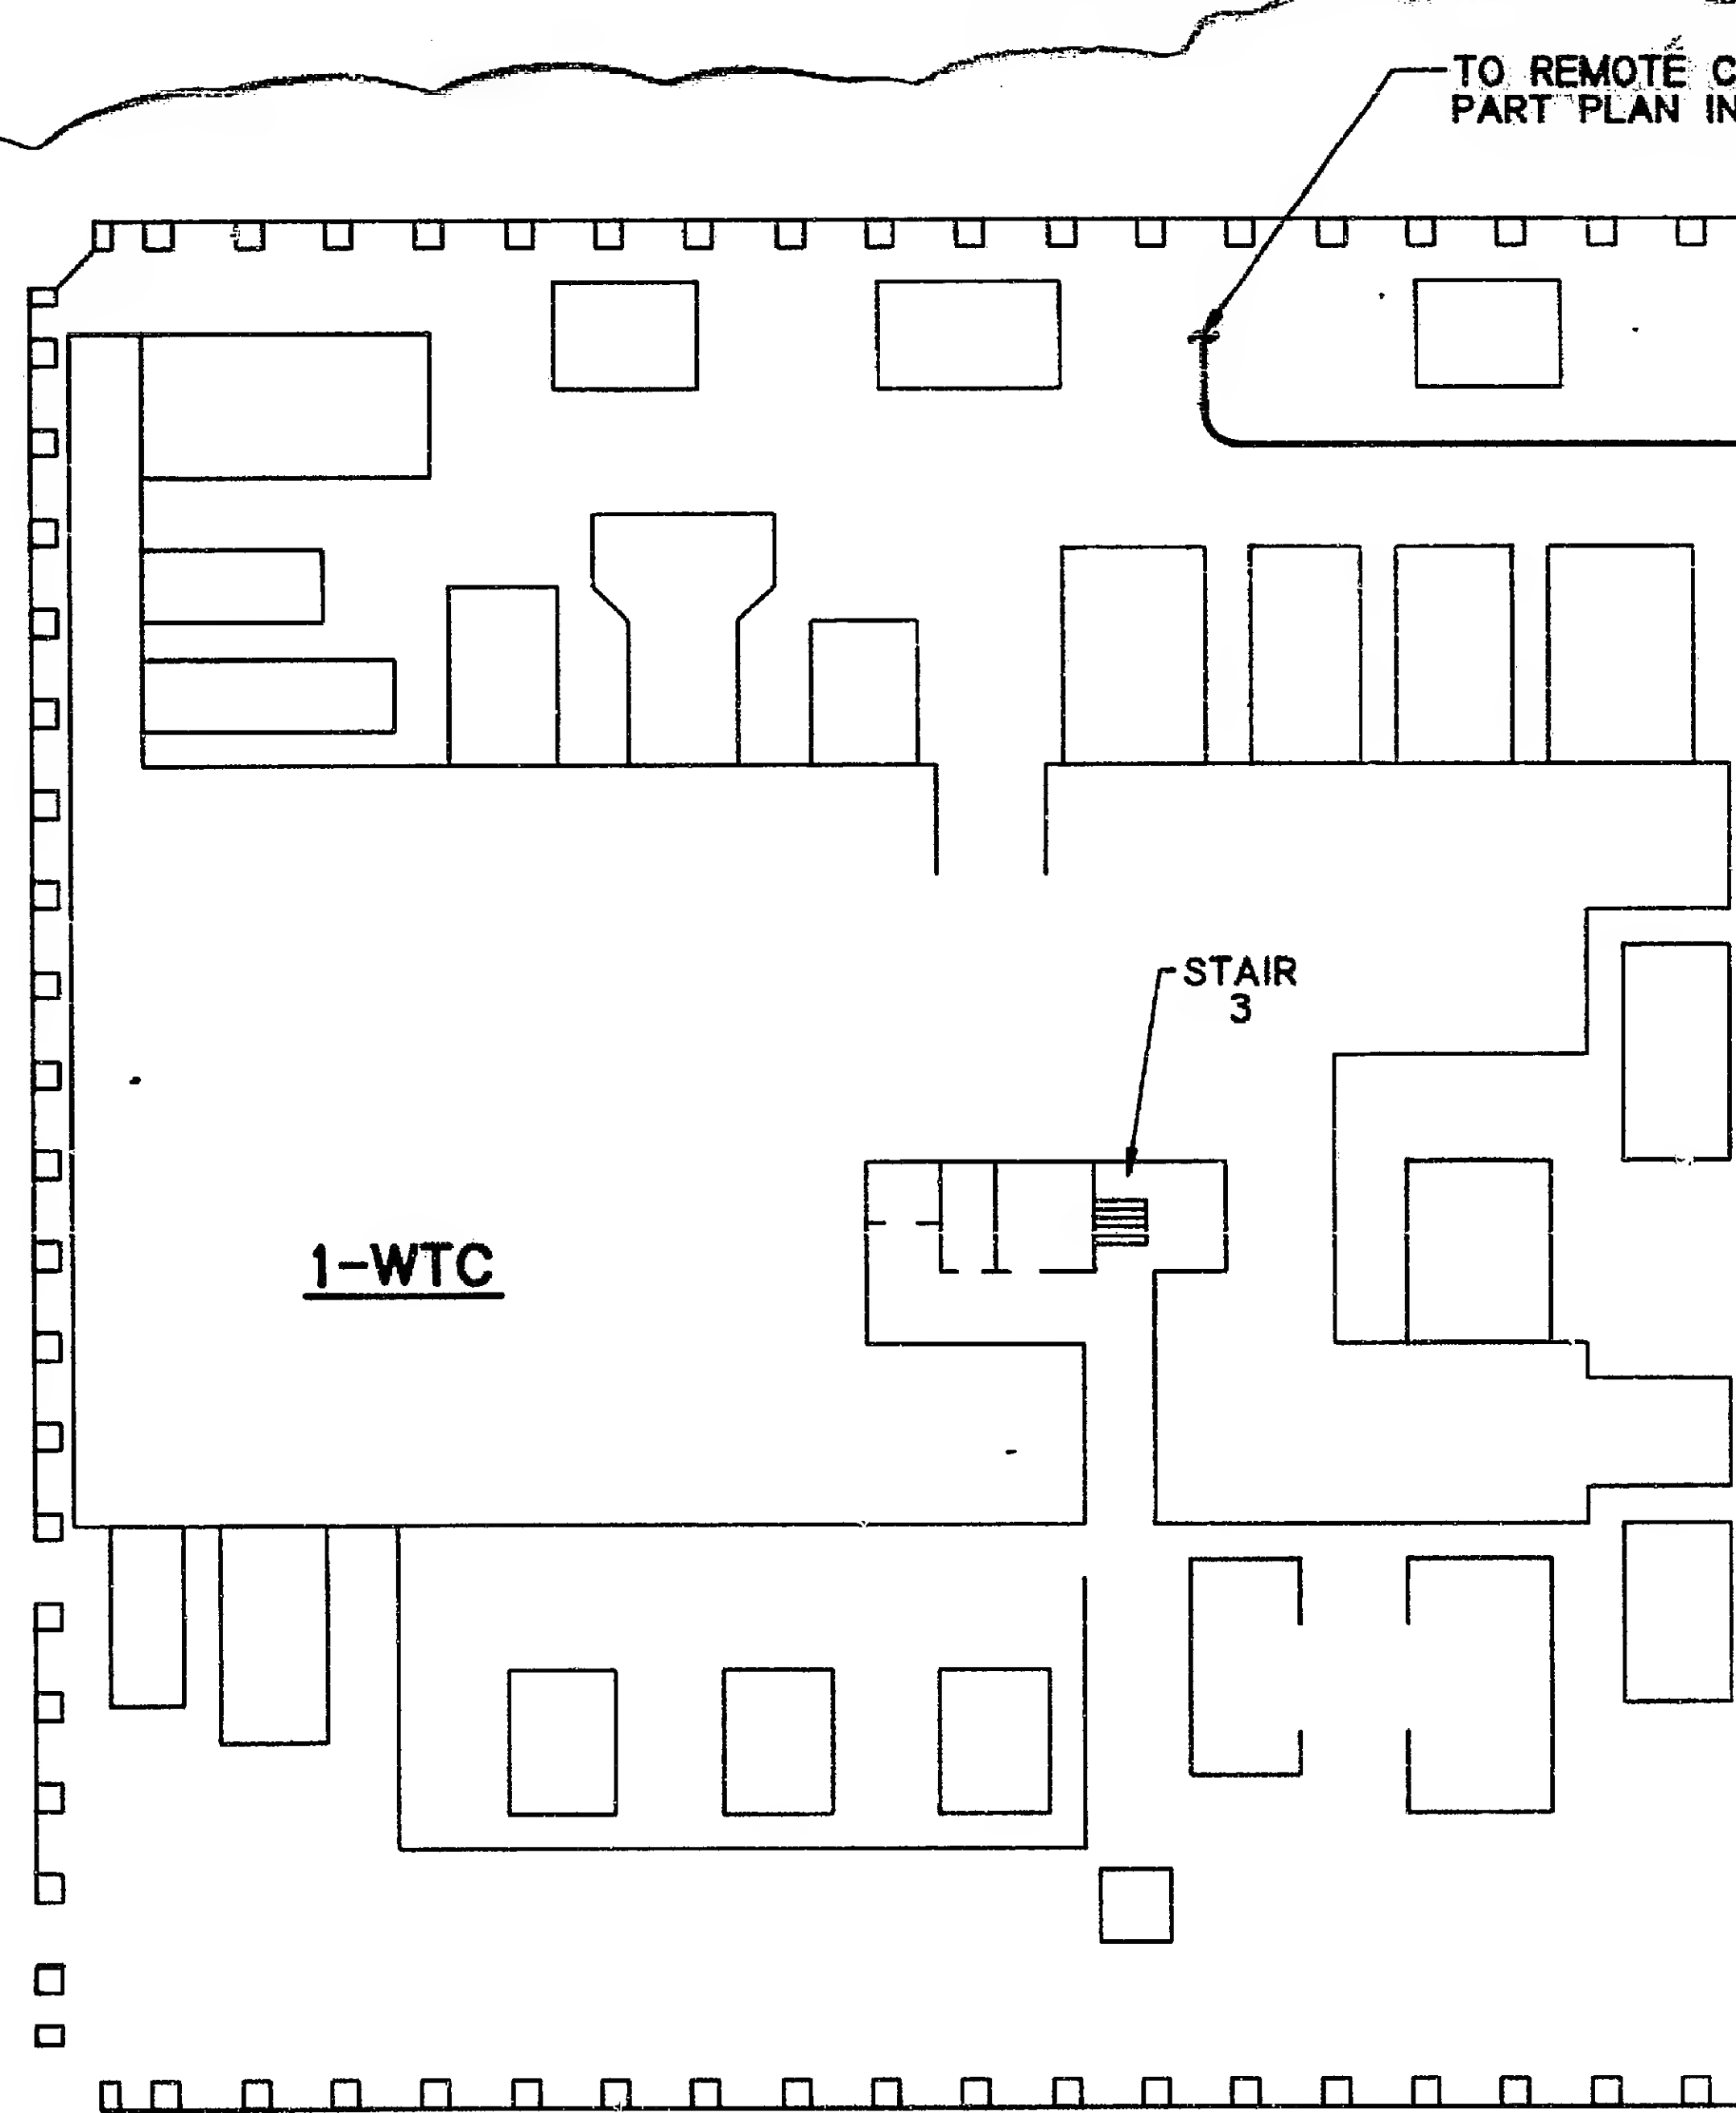 TO REMOTE C
PART PLAN IN
STAIR
3
1-WTC